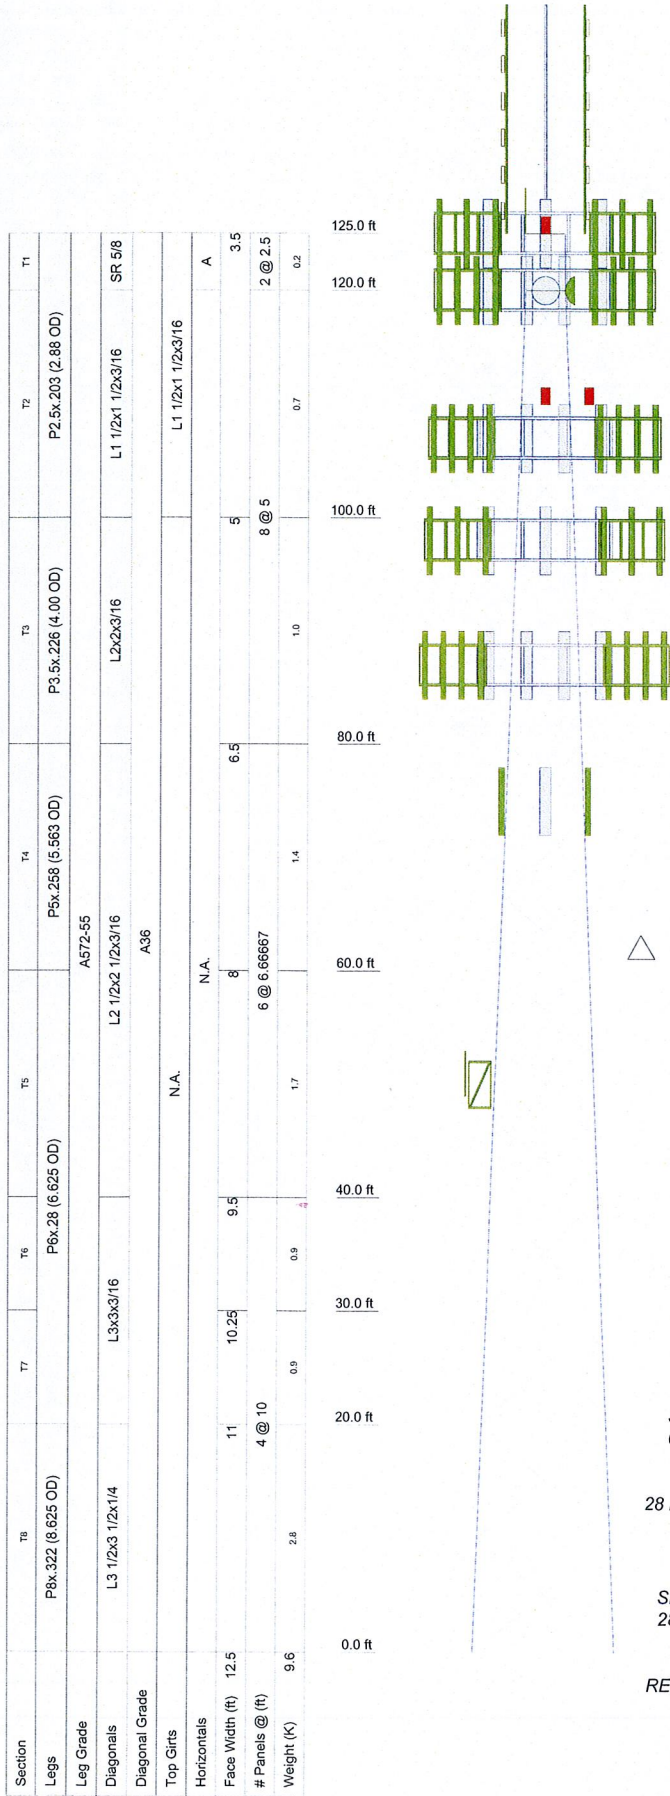 Section T8 T7 T6 T5 T4 T3 T2 T1
Legs P8x.322 (8.625 OD) P6x.28 (6.625 OD) P5x.258 (5.563 OD) P3.5x.226 (4.00 OD) P2.5x.203 (2.88 OD)
Leg Grade A572-55
Diagonals L3 1/2x3 1/2x1/4 L3x3x3/16 L2 1/2x2 1/2x3/16 L2x2x3/16 L1 1/2x1 1/2x3/16 SR 5/8
Diagonal Grade A36
Top Girts N.A. L1 1/2x1 1/2x3/16
Horizontals N.A. A
Face Width (ft) 12.5 11 10.25 9.5 8 6.5 5 3.5
# Panels @ (ft) 4 @ 10 6 @ 6.66667 8 @ 5 2 @ 2.5
Weight (K) 9.6 2.8 0.9 0.9 1.7 1.4 1.0 0.7 0.2
125.0 ft
120.0 ft
100.0 ft
80.0 ft
60.0 ft
40.0 ft
30.0 ft
20.0 ft
0.0 ft
28
S
28
RE